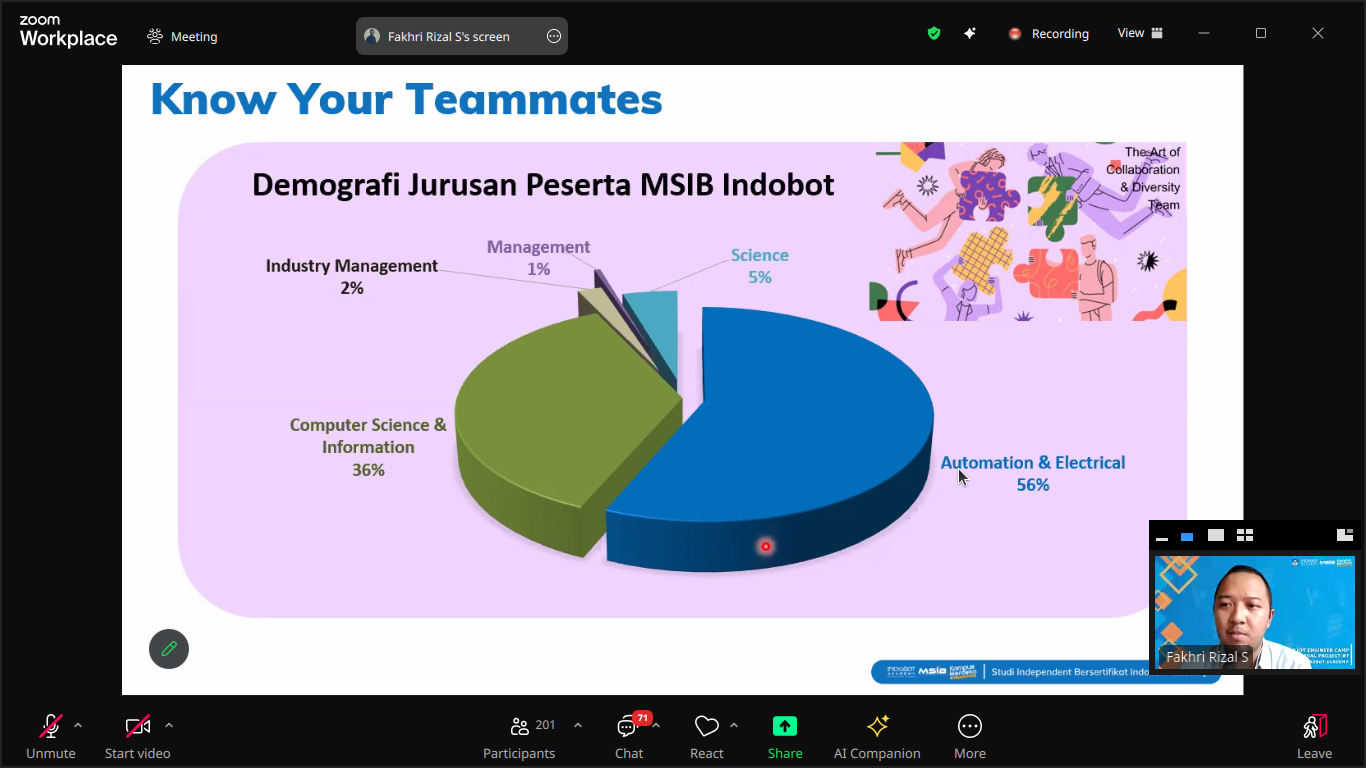 zoom
Workplace
Meeting
Fakhri Rizal S's screen
Recording
View
Know Your Teammates
Demografi Jurusan Peserta MSIB Indobot
The Art of
Collaboration
& Diversity
Team
Management
1%
Science
5%
Industry Management
2%
Computer Science &
Information
36%
Automation & Electrical
56%
Fakhri Rizal S
INDOBOT
ACADEMY
MSIB
Kampus
Merdeka
Studi Independent Bersertifikat
Unmute
Start video
201
Participants
71
Chat
React
Share
AI Companion
More
Leave